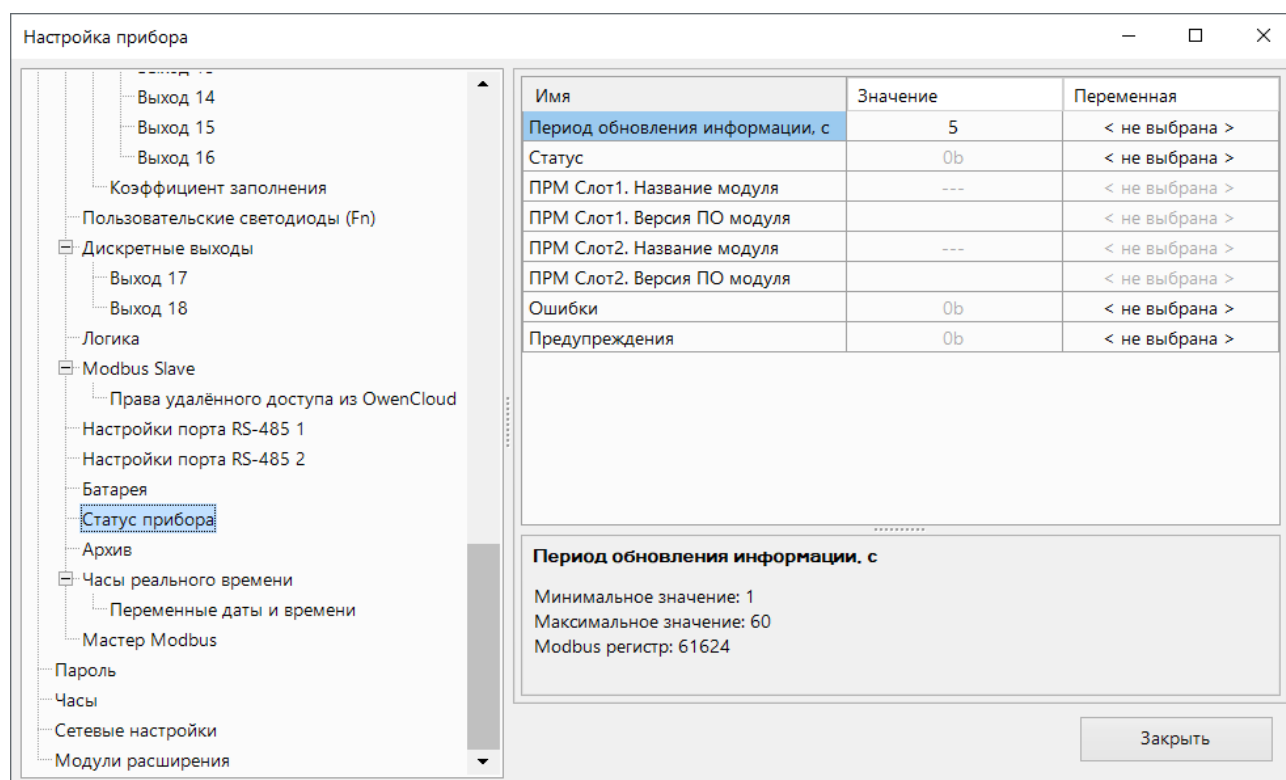 Настройка прибора
Выход 14
Выход 15
Выход 16
Коэффициент заполнения
Пользовательские светодиоды (Fn)
Дискретные выходы
Выход 17
Выход 18
Логика
Modbus Slave
Права удалённого доступа из OwenCloud
Настройки порта RS-485 1
Настройки порта RS-485 2
Батарея
Статус прибора
Архив
Часы реального времени
Переменные даты и времени
Мастер Modbus
Пароль
Часы
Сетевые настройки
Модули расширения
Имя Значение Переменная
Период обновления информации, с 5 < не выбрана >
Статус 0b < не выбрана >
ПРМ Слот1. Название модуля --- < не выбрана >
ПРМ Слот1. Версия ПО модуля < не выбрана >
ПРМ Слот2. Название модуля --- < не выбрана >
ПРМ Слот2. Версия ПО модуля < не выбрана >
Ошибки 0b < не выбрана >
Предупреждения 0b < не выбрана >
Период обновления информации, с
Минимальное значение: 1
Максимальное значение: 60
Modbus регистр: 61624
Закрыть